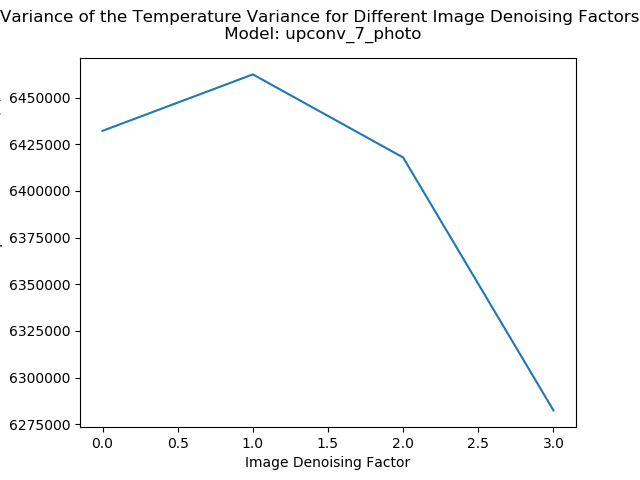 Variance of the Temperature Variance for Different Image Denoising Factors
Model: upconv_7_photo
6450000
6425000
6400000
6375000
6350000
6325000
6300000
6275000
0.0 0.5 1.0 1.5 2.0 2.5 3.0
Image Denoising Factor